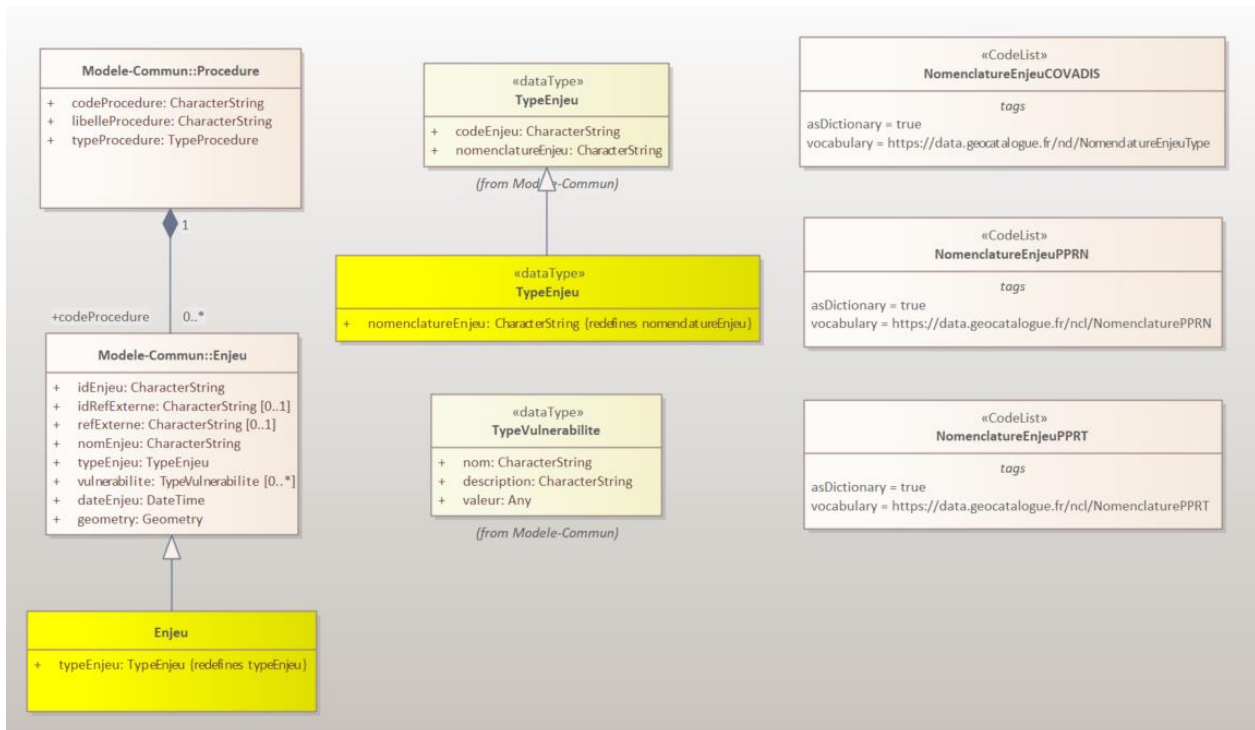 Modele-Commun::Procedure
+ codeProcedure: CharacterString
+ libelleProcedure: CharacterString
+ typeProcedure: TypeProcedure
1
+codeProcedure 0..*
Modele-Commun::Enjeu
+ idEnjeu: CharacterString
+ idRefExterne: CharacterString [0..1]
+ refExterne: CharacterString [0..1]
+ nomEnjeu: CharacterString
+ typeEnjeu: TypeEnjeu
+ vulnerabilite: TypeVulnerabilite [0..*]
+ dateEnjeu: DateTime
+ geometry: Geometry
Enjeu
+ typeEnjeu: TypeEnjeu {redefines typeEnjeu}
«dataType»
TypeEnjeu
+ codeEnjeu: CharacterString
+ nomenclatureEnjeu: CharacterString
(from Modele-Commun)
«dataType»
TypeEnjeu
+ nomenclatureEnjeu: CharacterString {redefines nomenclatureEnjeu}
«dataType»
TypeVulnerabilite
+ nom: CharacterString
+ description: CharacterString
+ valeur: Any
(from Modele-Commun)
«CodeList»
NomenclatureEnjeuCOVADIS
tags
asDictionary = true
vocabulary = https://data.geocatalogue.fr/ncl/NomenclatureEnjeuType
«CodeList»
NomenclatureEnjeuPPRN
tags
asDictionary = true
vocabulary = https://data.geocatalogue.fr/ncl/NomenclaturePPRN
«CodeList»
NomenclatureEnjeuPPRT
tags
asDictionary = true
vocabulary = https://data.geocatalogue.fr/ncl/NomenclaturePPRT